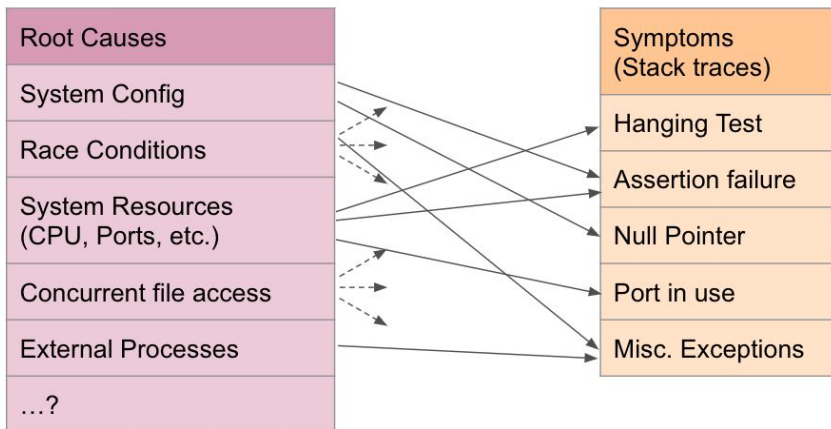 Root Causes
System Config
Race Conditions
System Resources
(CPU, Ports, etc.)
Concurrent file access
External Processes
…?
Symptoms
(Stack traces)
Hanging Test
Assertion failure
Null Pointer
Port in use
Misc. Exceptions